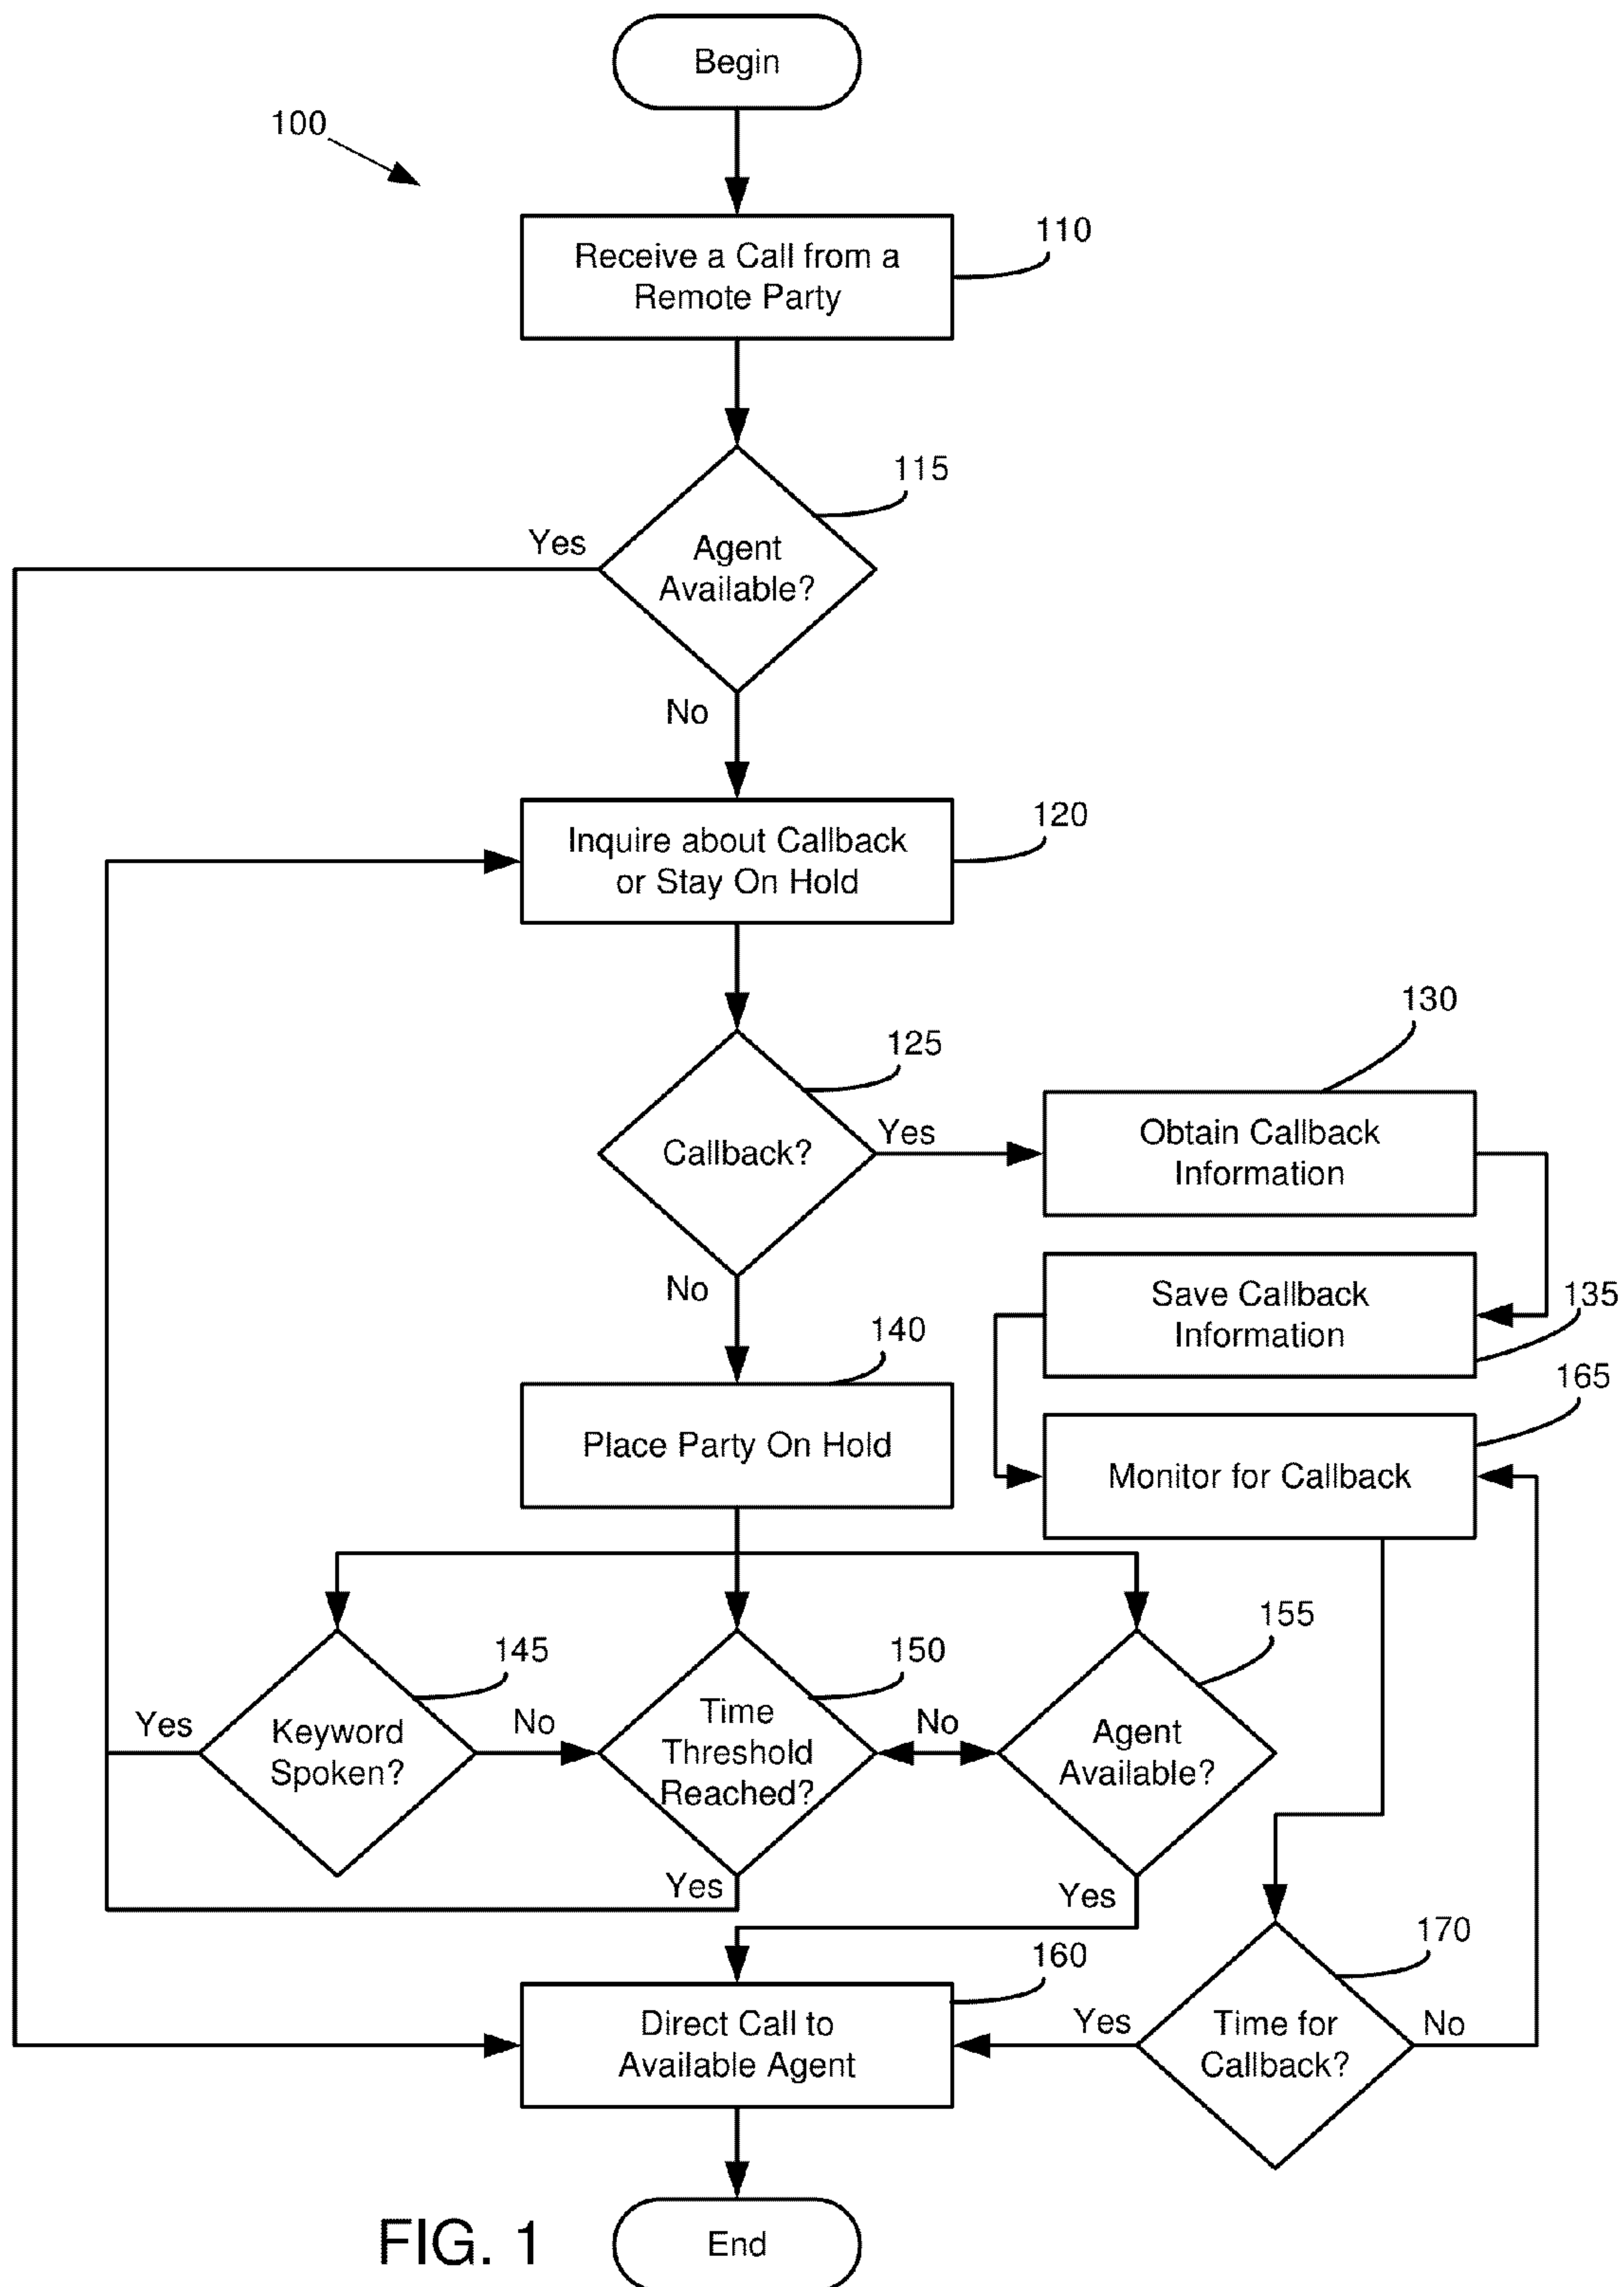 Begin
100
110
Receive a Call from a
Remote Party
115
Yes
Agent
Available?
No
120
Inquire about Callback
or Stay On Hold
125
130
Callback?
Yes
Obtain Callback
Information
No
Save Callback
Information
135
140
165
Place Party On Hold
Monitor for Callback
145
150
155
Yes
Keyword
Spoken?
No
Time
Threshold
Reached?
No
Agent
Available?
Yes
Yes
160
170
Direct Call to
Available Agent
Yes
Time for
Callback?
No
FIG. 1
End